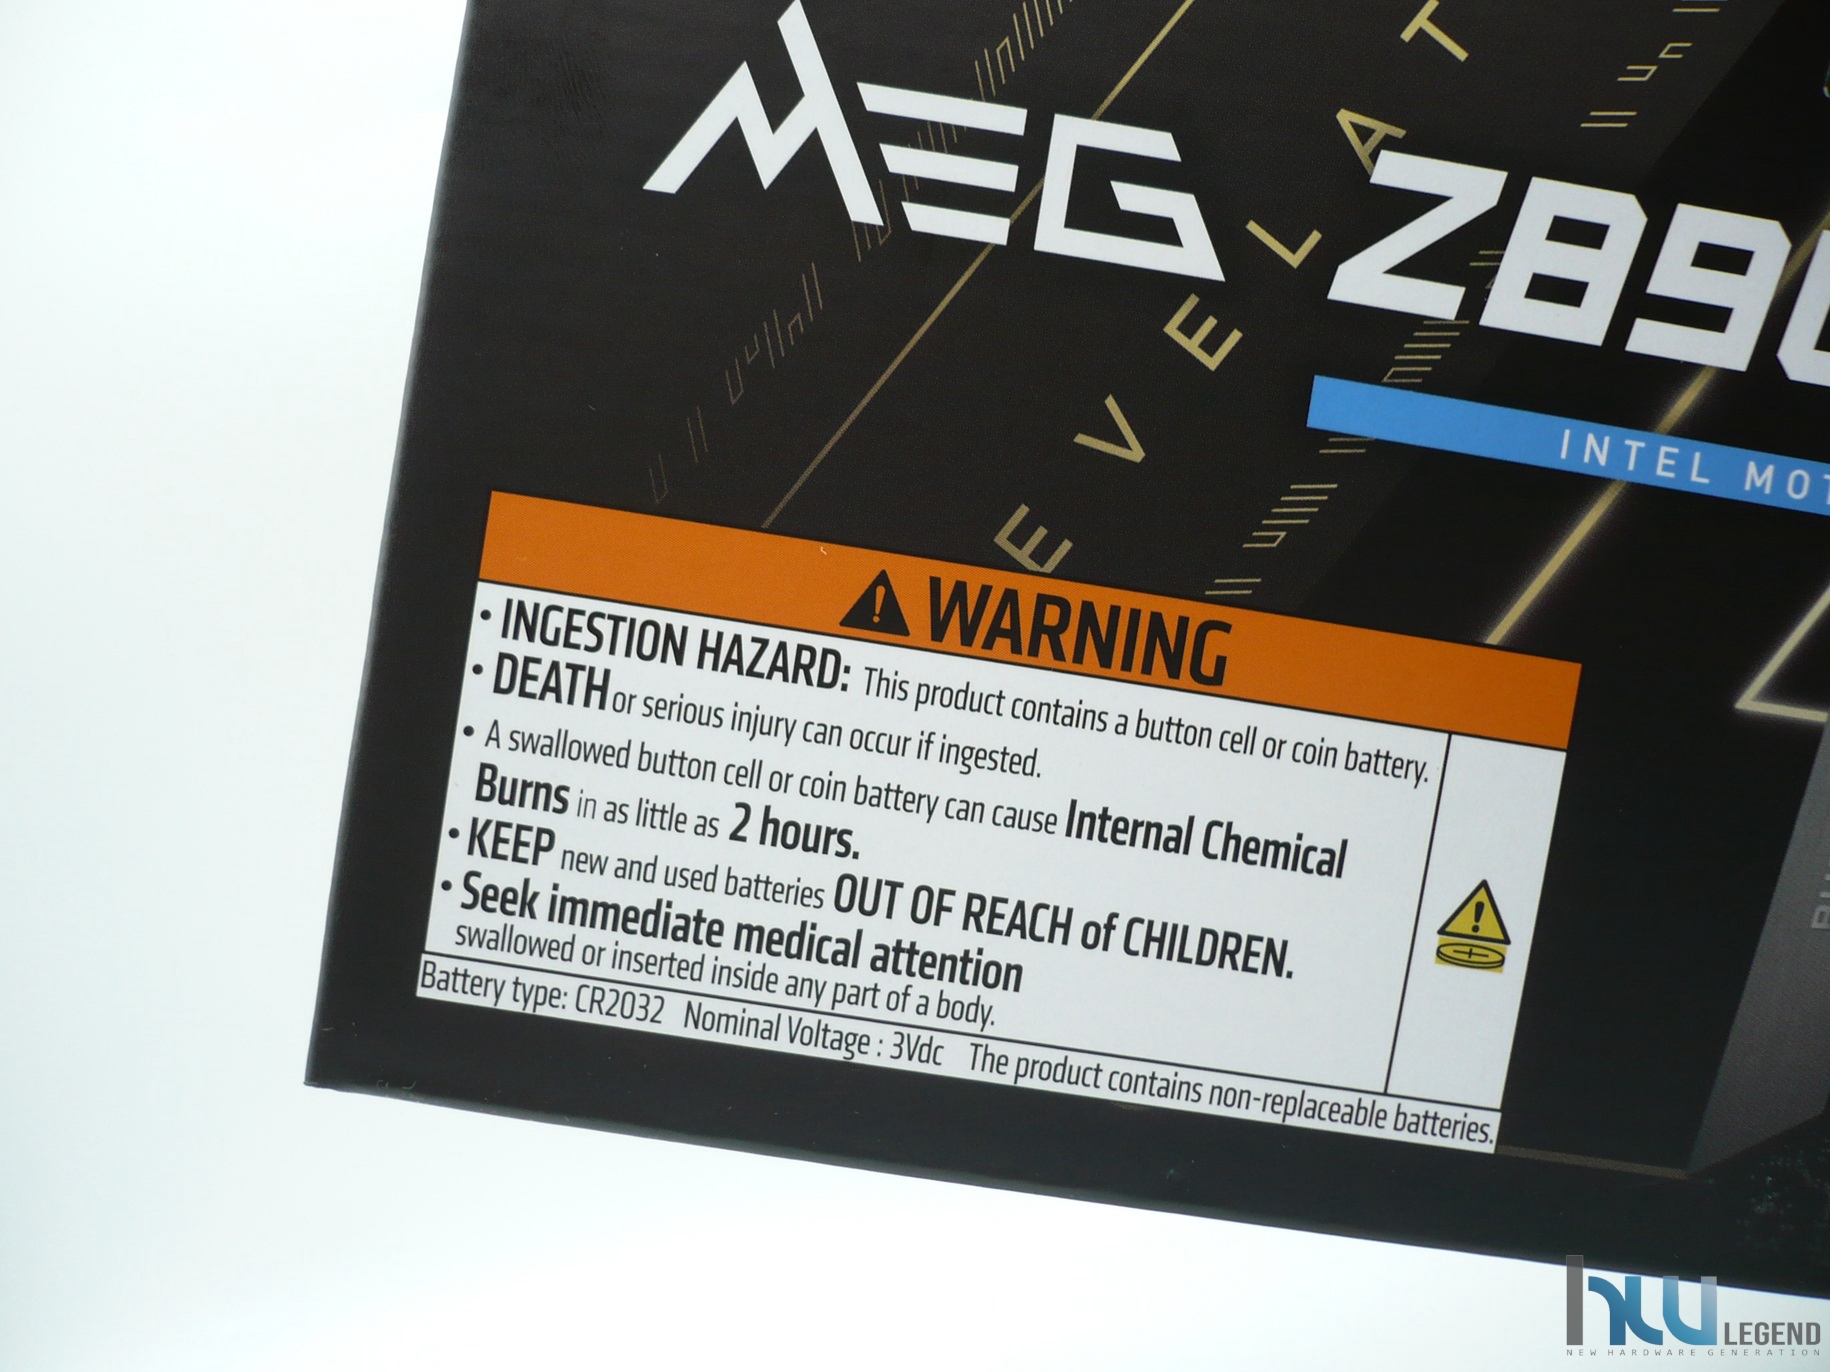 MEG Z890
EVELAT
INTEL MOT
WARNING
• INGESTION HAZARD: This product contains a button cell or coin battery.
• DEATH or serious injury can occur if ingested.
• A swallowed button cell or coin battery can cause Internal Chemical
Burns in as little as 2 hours.
• KEEP new and used batteries OUT OF REACH of CHILDREN.
• Seek immediate medical attention
swallowed or inserted inside any part of a body.
Battery type: CR2032 Nominal Voltage : 3Vdc The product contains non-replaceable batteries.
LEGEND
NEW HARDWARE GENERATION